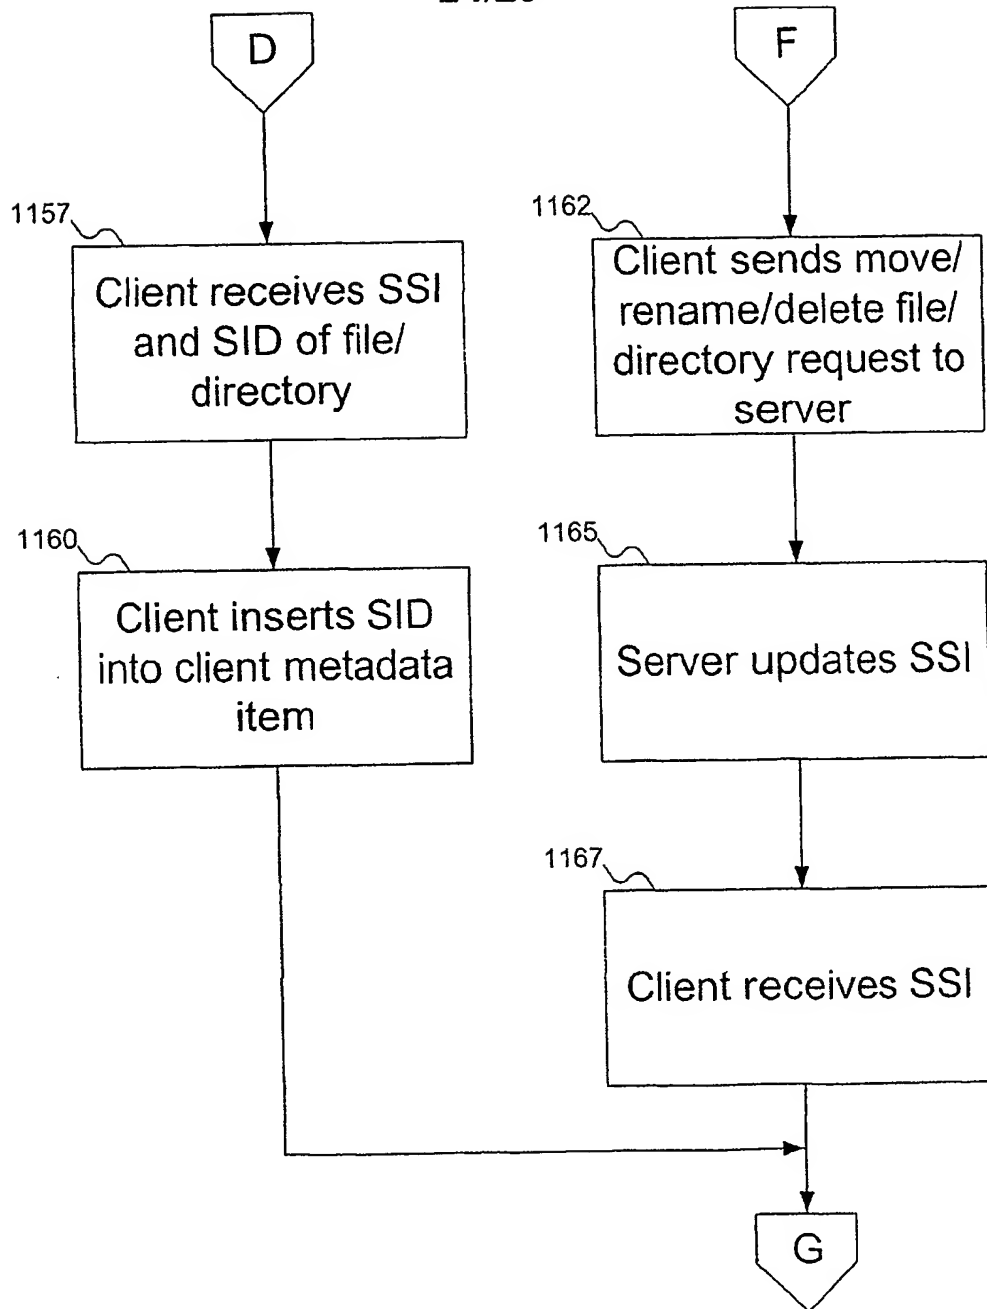 D
F
1157
Client receives SSI
and SID of file/
directory
1162
Client sends move/
rename/delete file/
directory request to
server
1160
Client inserts SID
into client metadata
item
1165
Server updates SSI
1167
Client receives SSI
G